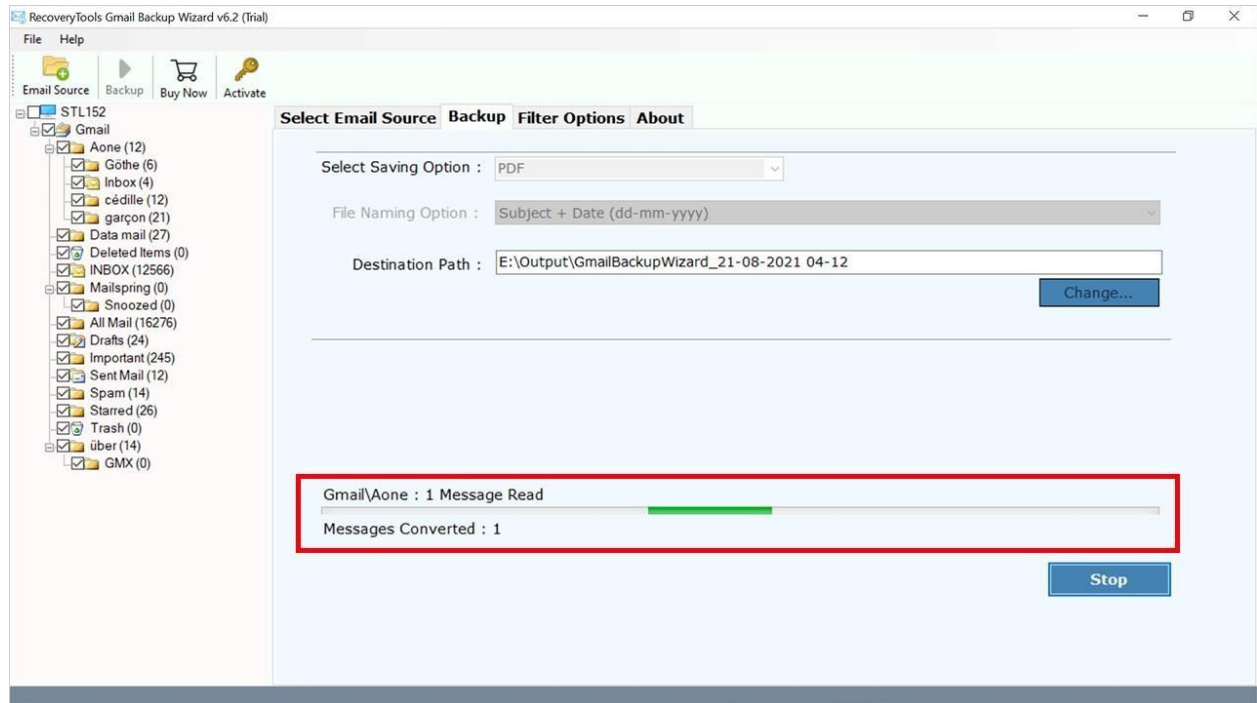 RecoveryTools Gmail Backup Wizard v6.2 (Trial)
File Help
Email Source Backup Buy Now Activate
STL152
Gmail
Aone (12)
Göthe (6)
Inbox (4)
cédille (12)
garçon (21)
Data mail (27)
Deleted Items (0)
INBOX (12566)
Mailspring (0)
Snoozed (0)
All Mail (16276)
Drafts (24)
Important (245)
Sent Mail (12)
Spam (14)
Starred (26)
Trash (0)
über (14)
GMX (0)
Select Email Source Backup Filter Options About
Select Saving Option : PDF
File Naming Option : Subject + Date (dd-mm-yyyy)
Destination Path : E:\Output\GmailBackupWizard_21-08-2021 04-12
Change...
Gmail\Aone : 1 Message Read
Messages Converted : 1
Stop